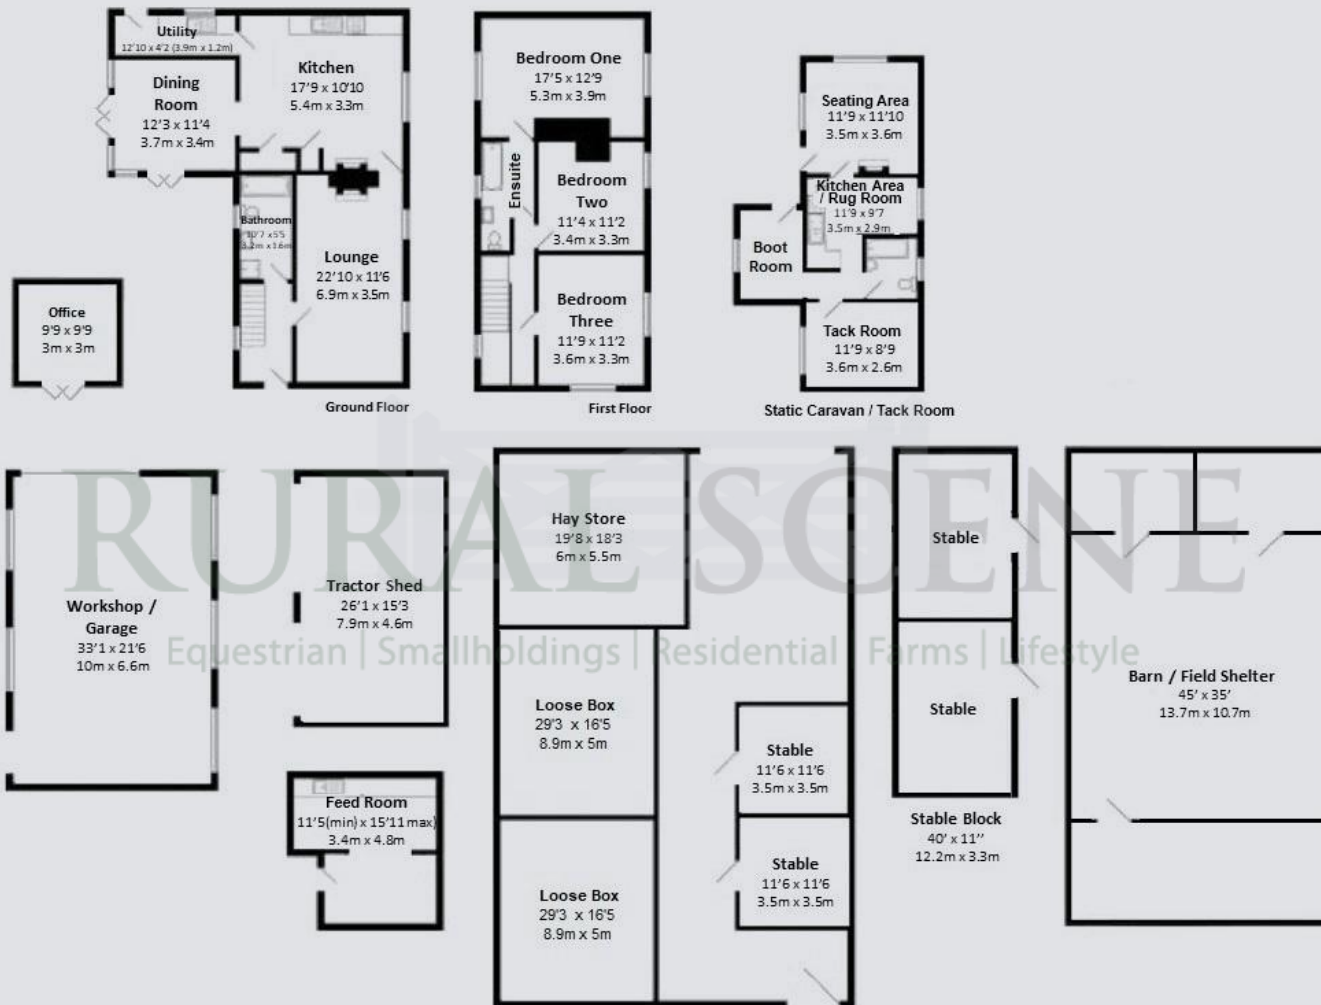 Utility
12'10 x 4'2 (3.9m x 1.2m)
Kitchen
17'9 x 10'10
5.4m x 3.3m
Dining
Room
12'3 x 11'4
3.7m x 3.4m
Bathroom
10'7 x 5'5
3.2m x 1.6m
Lounge
22'10 x 11'6
6.9m x 3.5m
Office
9'9 x 9'9
3m x 3m
Ground Floor
Bedroom One
17'5 x 12'9
5.3m x 3.9m
Ensuite
Bedroom
Two
11'4 x 11'2
3.4m x 3.3m
Bedroom
Three
11'9 x 11'2
3.6m x 3.3m
First Floor
Seating Area
11'9 x 11'10
3.5m x 3.6m
Kitchen Area
/ Rug Room
11'9 x 9'7
3.5m x 2.9m
Boot
Room
Tack Room
11'9 x 8'9
3.6m x 2.6m
Static Caravan / Tack Room
RURAL SCENE
Equestrian | Smallholdings | Residential | Farms | Lifestyle
Workshop /
Garage
33'1 x 21'6
10m x 6.6m
Tractor Shed
26'1 x 15'3
7.9m x 4.6m
Feed Room
11'5(min) x 15'11 max)
3.4m x 4.8m
Hay Store
19'8 x 18'3
6m x 5.5m
Loose Box
29'3 x 16'5
8.9m x 5m
Loose Box
29'3 x 16'5
8.9m x 5m
Stable
11'6 x 11'6
3.5m x 3.5m
Stable
11'6 x 11'6
3.5m x 3.5m
Stable
Stable
Stable Block
40' x 11''
12.2m x 3.3m
Barn / Field Shelter
45' x 35'
13.7m x 10.7m